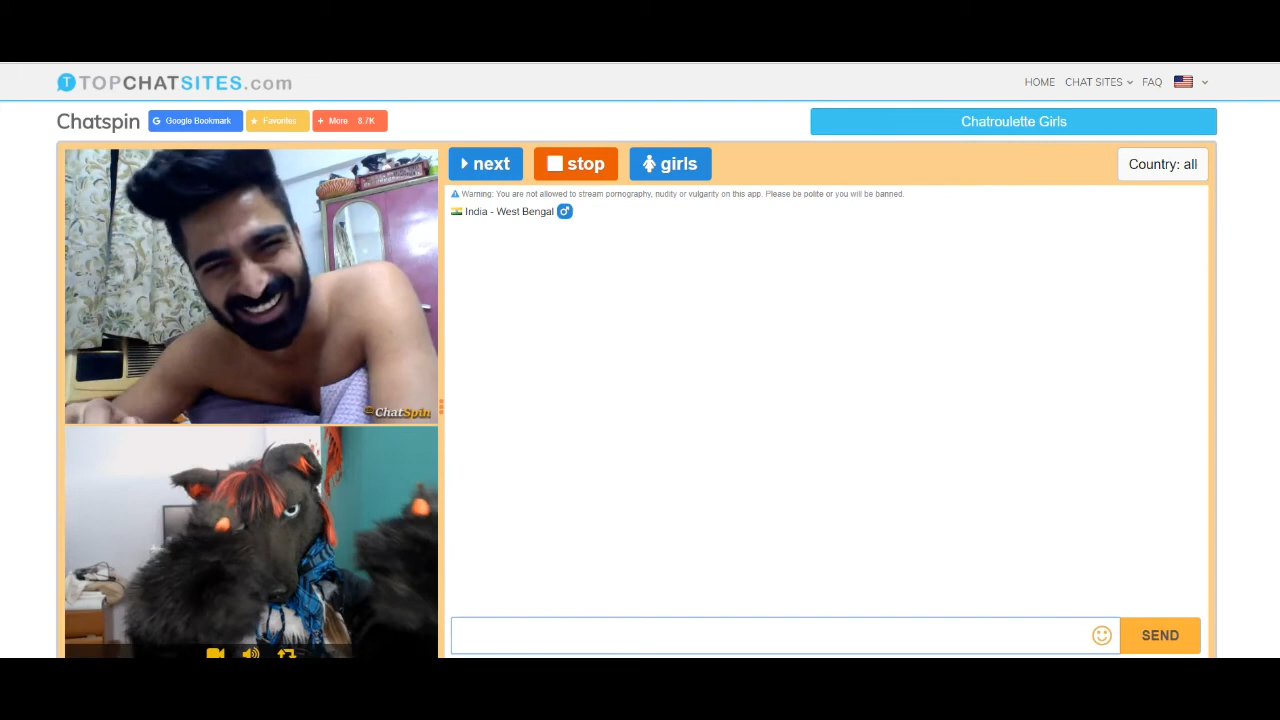 TOPCHATSITES.com
HOME CHAT SITES FAQ
Chatspin
Google Bookmark
Favorites
More 8.7K
Chatroulette Girls
next
stop
girls
Country: all
Warning: You are not allowed to stream pornography, nudity or vulgarity on this app. Please be polite or you will be banned.
India - West Bengal
ChatSpin
SEND